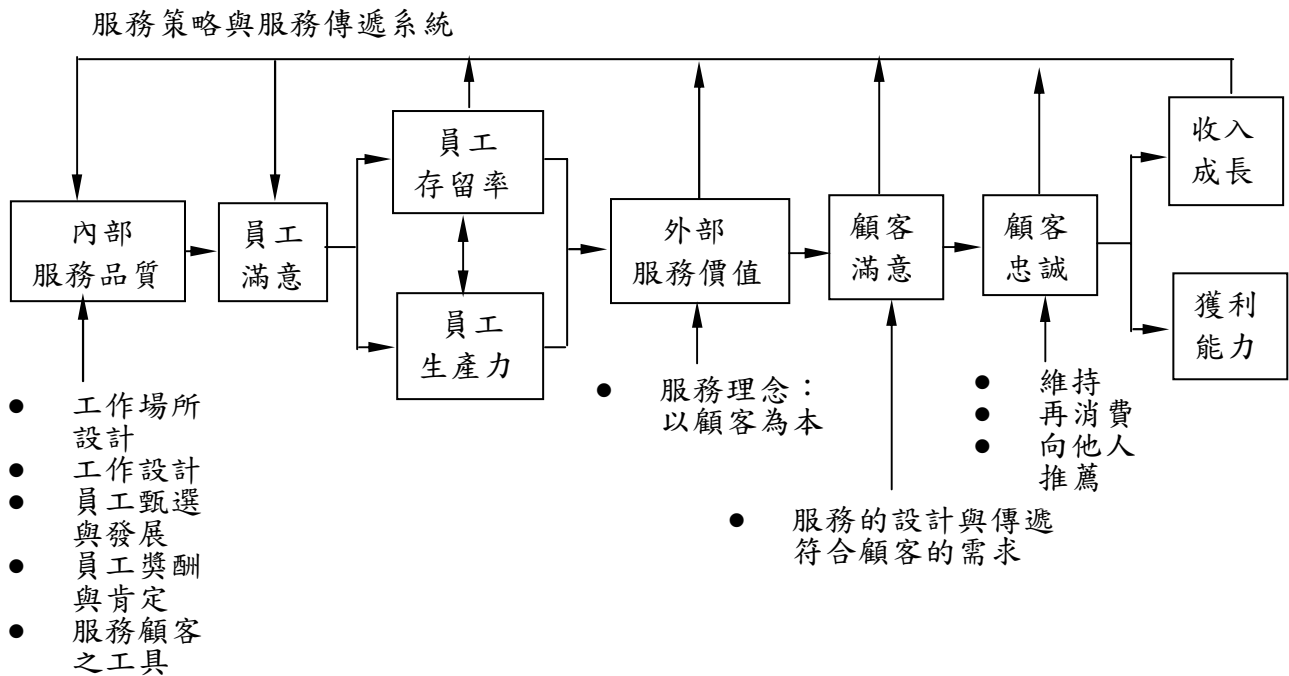 服務策略與服務傳遞系統
員工
存留率
收入
成長
內部
服務品質
員工
滿意
外部
服務價值
顧客
滿意
顧客
忠誠
員工
生產力
獲利
能力
● 工作場所
設計
● 工作設計
● 員工甄選
與發展
● 員工獎酬
與肯定
● 服務顧客
之工具
● 服務理念：
以顧客為本
● 服務的設計與傳遞
符合顧客的需求
● 維持
● 再消費
● 向他人
推薦